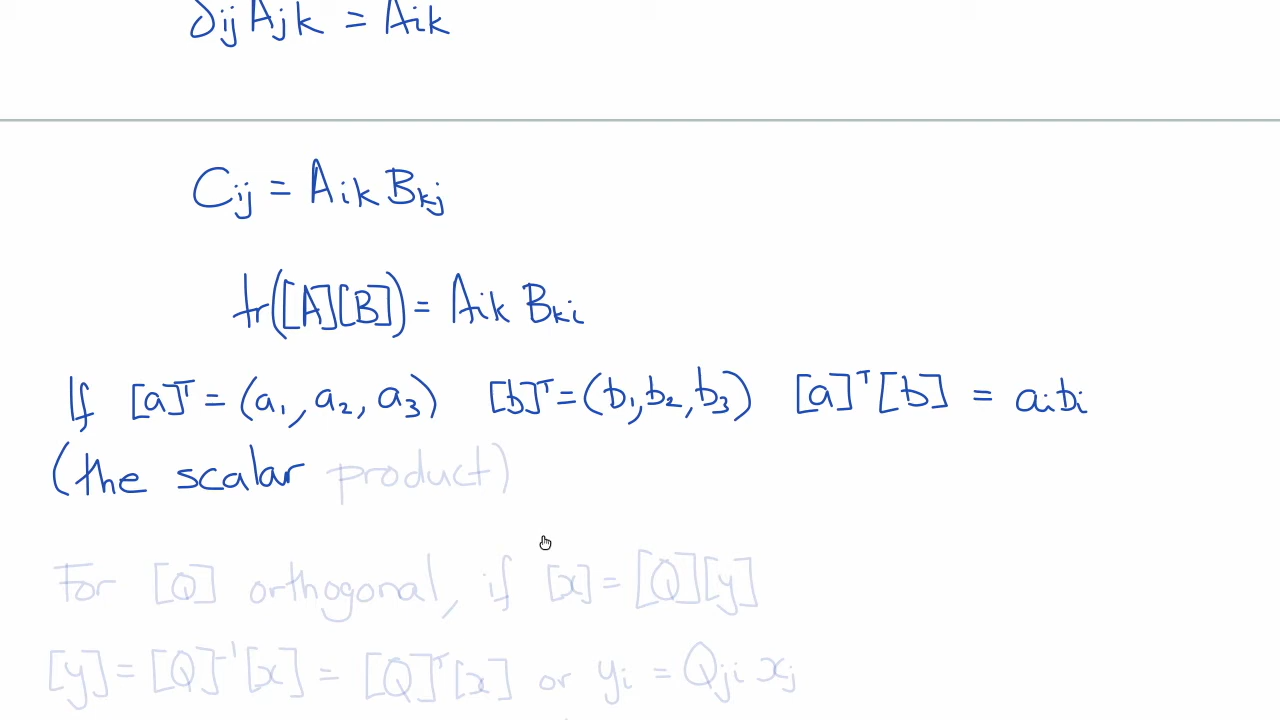 δij Ajk = Aik
Cij = Aik Bkj
tr([A][B]) = Aik Bki
If [a]ᵀ = (a₁, a₂, a₃) [b]ᵀ = (b₁, b₂, b₃) [a]ᵀ [b] = aibi
(the scalar product)
For [Q] orthogonal, if [x] = [Q][y]
[y] = [Q]⁻¹[x] = [Q]ᵀ[x] or yi = Qji xj